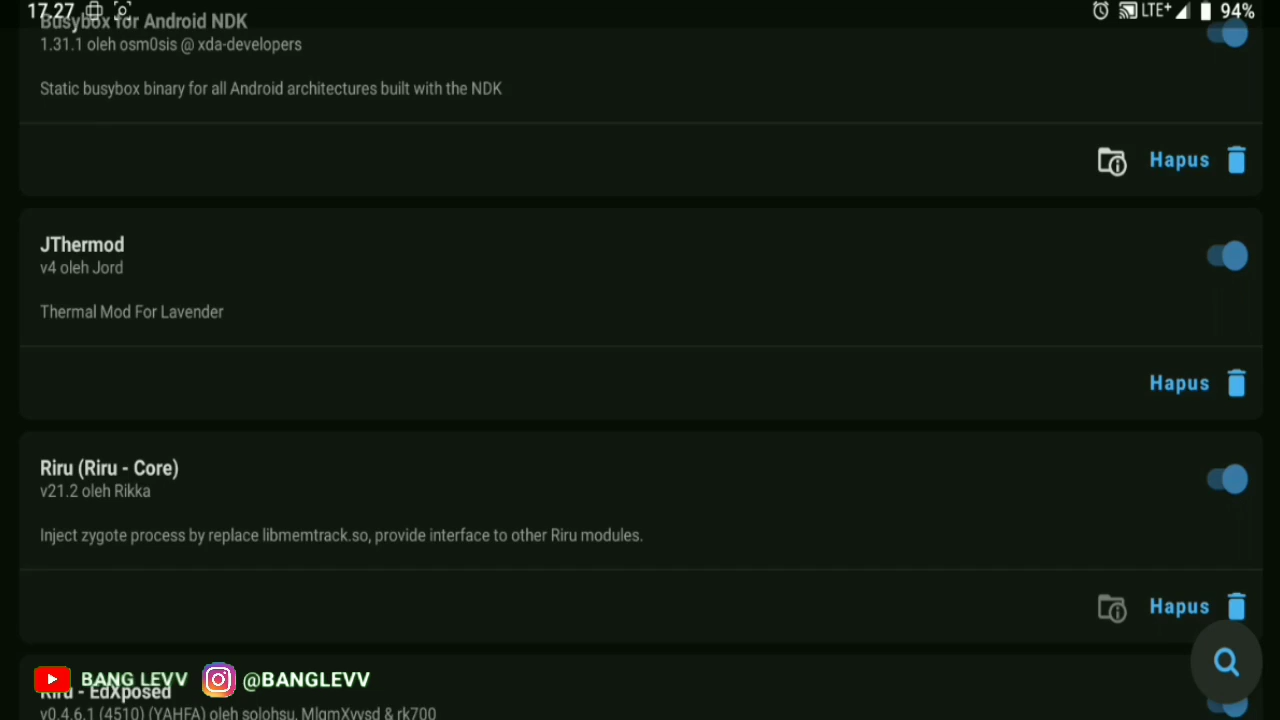 17.27
LTE+
94%
Busybox for Android NDK
1.31.1 oleh osm0sis @ xda-developers
Static busybox binary for all Android architectures built with the NDK
Hapus
JThermod
v4 oleh Jord
Thermal Mod For Lavender
Hapus
Riru (Riru - Core)
v21.2 oleh Rikka
Inject zygote process by replace libmemtrack.so, provide interface to other Riru modules.
Hapus
BANG LEVV @BANGLEVV
Riru - EdXposed
v0.4.6.1 (4510) (YAHFA) oleh solohsu, MlgmXyysd & rk700